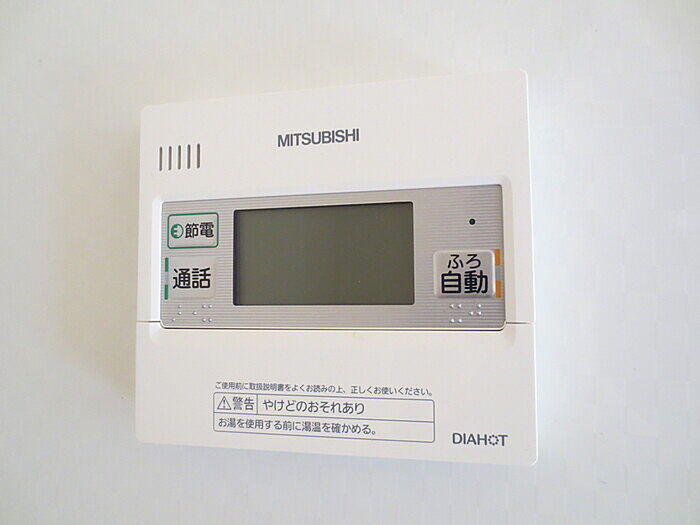 MITSUBISHI
節電
通話
ふろ
自動
ご使用前に取扱説明書をよくお読みの上、正しくお使いください。
警告 やけどのおそれあり
お湯を使用する前に湯温を確かめる。
DIAHOT